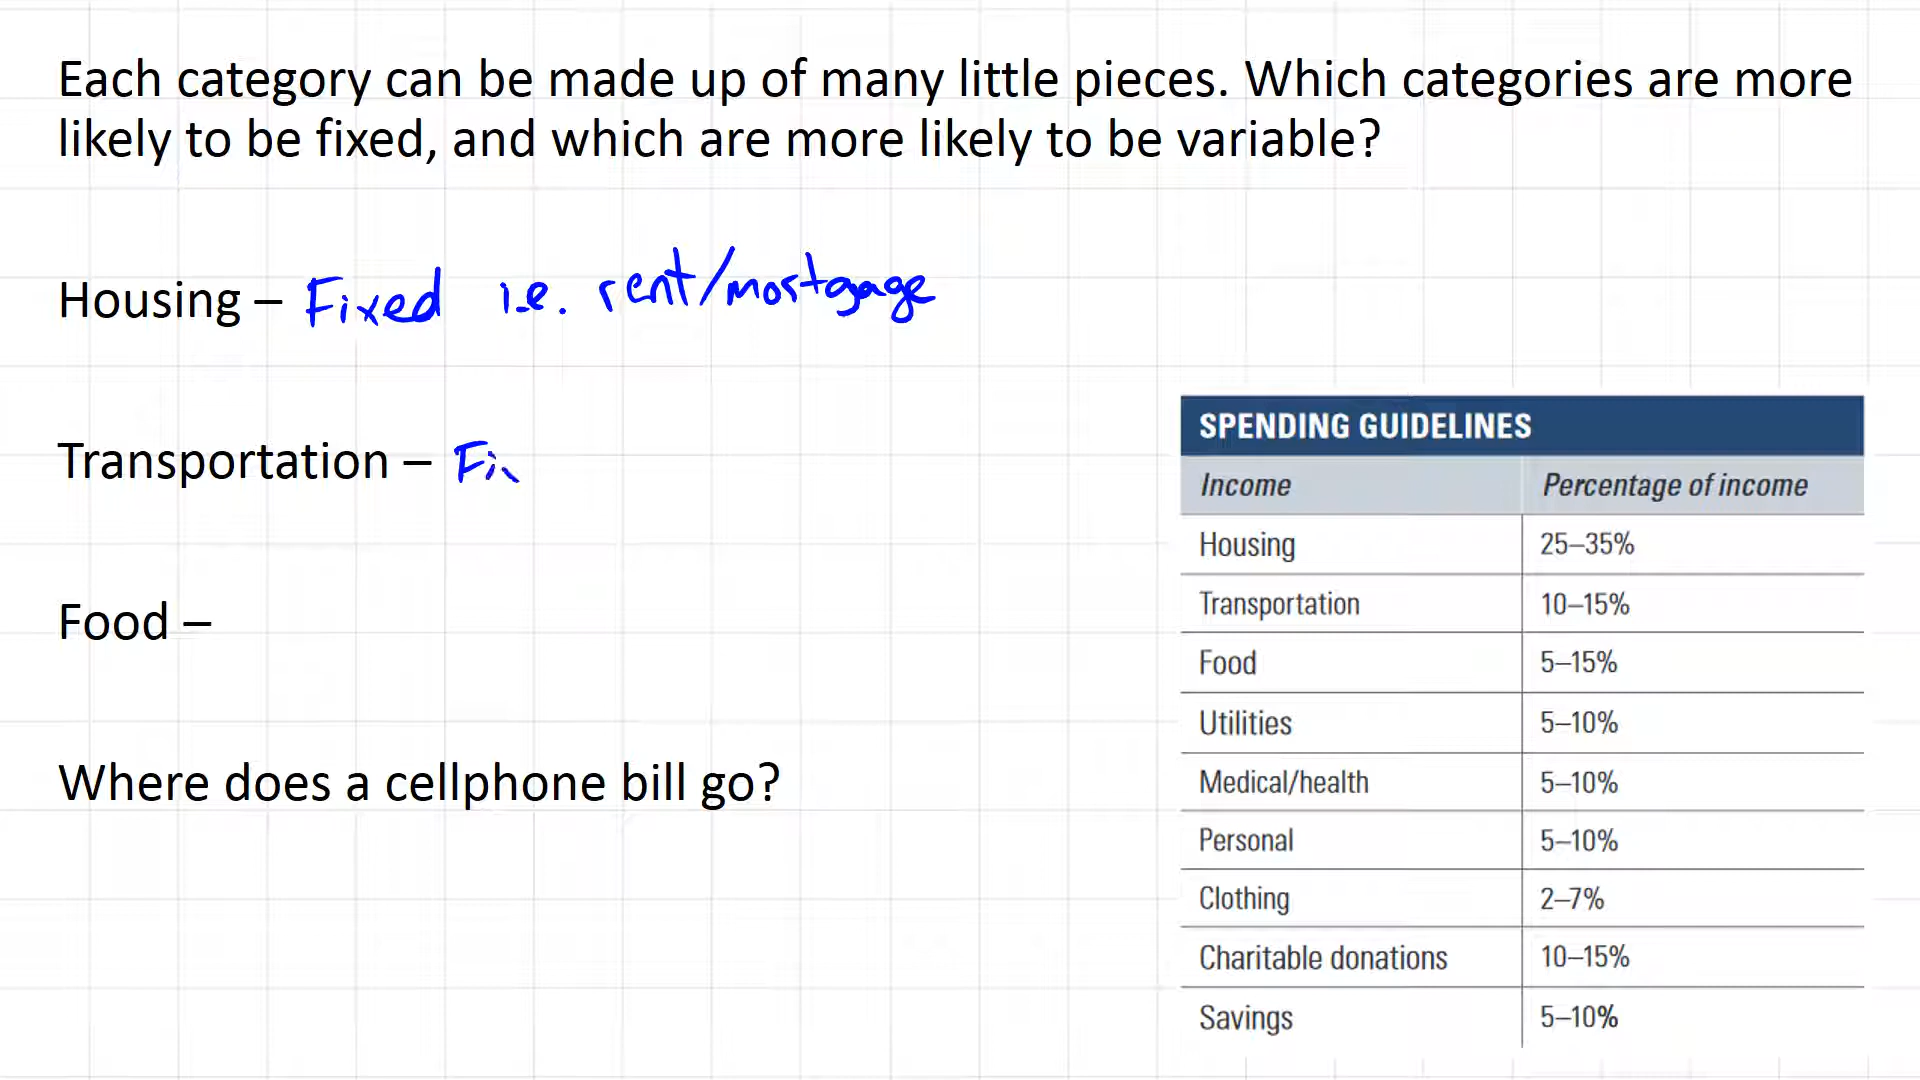 Each category can be made up of many little pieces. Which categories are more
likely to be fixed, and which are more likely to be variable?
Housing – Fixed i.e. rent/mostgage
Transportation – Fix
Food –
Where does a cellphone bill go?
SPENDING GUIDELINES
Income Percentage of income
Housing 25–35%
Transportation 10–15%
Food 5–15%
Utilities 5–10%
Medical/health 5–10%
Personal 5–10%
Clothing 2–7%
Charitable donations 10–15%
Savings 5–10%